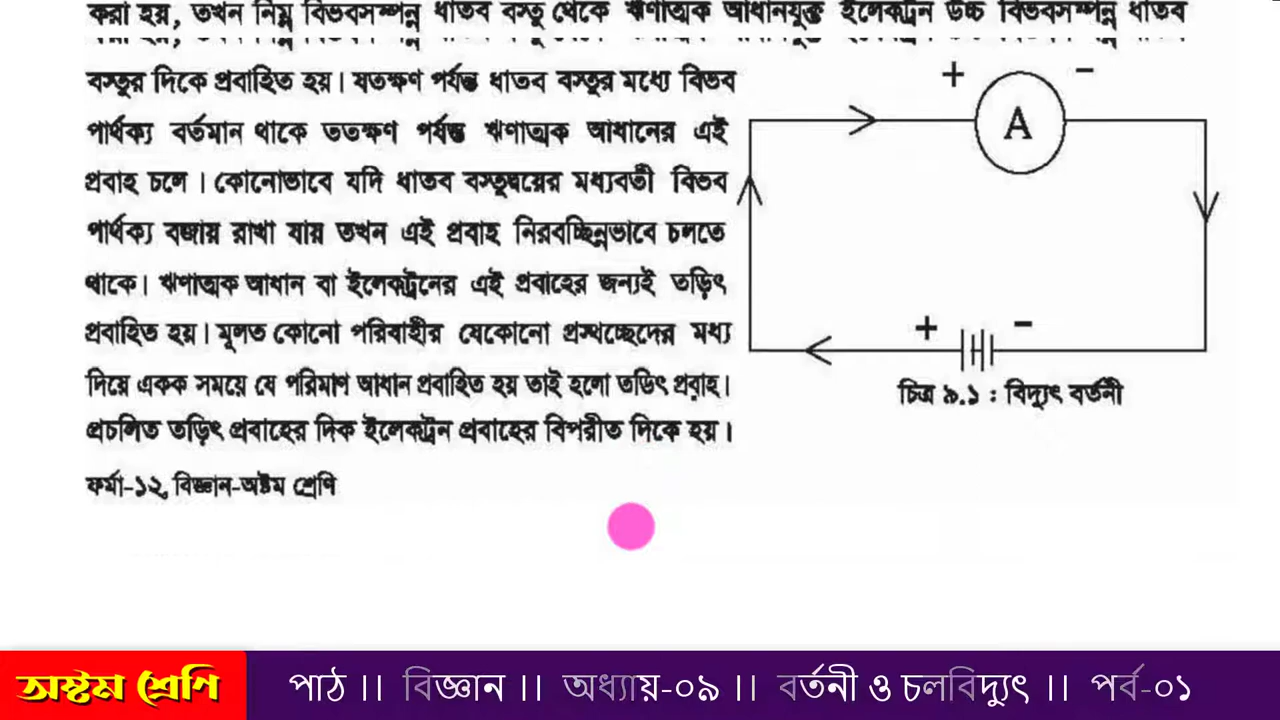 করা হয়, তখন নিম্ন বিভবসম্পন্ন ধাতব বস্তু থেকে ঋণাত্মক আধানযুক্ত ইলেকট্রন উচ্চ বিভবসম্পন্ন ধাতব
বস্তুর দিকে প্রবাহিত হয়। যতক্ষণ পর্যন্ত ধাতব বস্তুর মধ্যে বিভব
পার্থক্য বর্তমান থাকে ততক্ষণ পর্যন্ত ঋণাত্মক আধানের এই
প্রবাহ চলে। কোনোভাবে যদি ধাতব বস্তুদ্বয়ের মধ্যবর্তী বিভব
পার্থক্য বজায় রাখা যায় তখন এই প্রবাহ নিরবচ্ছিন্নভাবে চলতে
থাকে। ঋণাত্মক আধান বা ইলেকট্রনের এই প্রবাহের জন্যই তড়িৎ
প্রবাহিত হয়। মূলত কোনো পরিবাহীর যেকোনো প্রস্থচ্ছেদের মধ্য
দিয়ে একক সময়ে যে পরিমাণ আধান প্রবাহিত হয় তাই হলো তড়িৎ প্রবাহ।
প্রচলিত তড়িৎ প্রবাহের দিক ইলেকট্রন প্রবাহের বিপরীত দিকে হয়।
ফর্মা-১২, বিজ্ঞান-অষ্টম শ্রেণি
+ A −
+ −
চিত্র ৯.১ : বিদ্যুৎ বর্তনী
অষ্টম শ্রেণি
পাঠ ।। বিজ্ঞান ।। অধ্যায়-০৯ ।। বর্তনী ও চলবিদ্যুৎ ।। পর্ব-০১